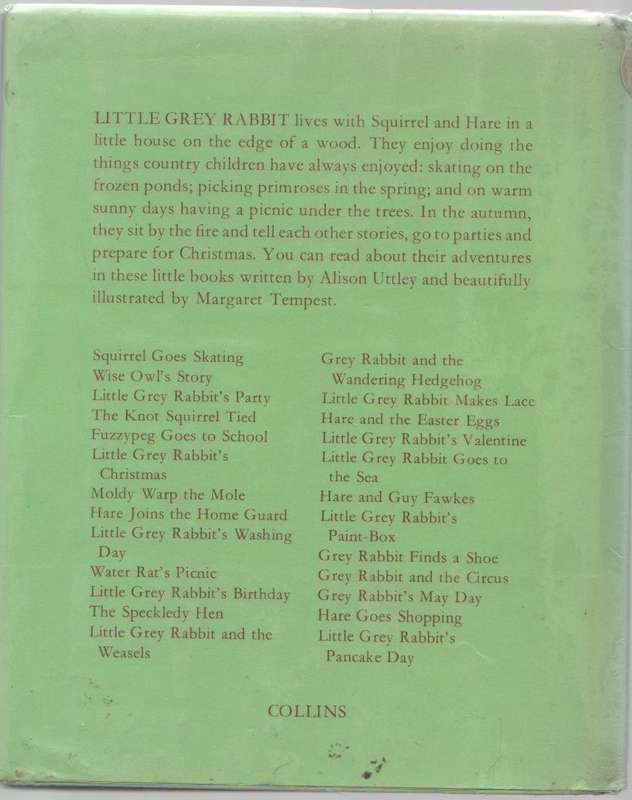 LITTLE GREY RABBIT lives with Squirrel and Hare in a
little house on the edge of a wood. They enjoy doing the
things country children have always enjoyed: skating on the
frozen ponds; picking primroses in the spring; and on warm
sunny days having a picnic under the trees. In the autumn,
they sit by the fire and tell each other stories, go to parties and
prepare for Christmas. You can read about their adventures
in these little books written by Alison Uttley and beautifully
illustrated by Margaret Tempest.
Squirrel Goes Skating
Wise Owl's Story
Little Grey Rabbit's Party
The Knot Squirrel Tied
Fuzzypeg Goes to School
Little Grey Rabbit's
Christmas
Moldy Warp the Mole
Hare Joins the Home Guard
Little Grey Rabbit's Washing
Day
Water Rat's Picnic
Little Grey Rabbit's Birthday
The Speckledy Hen
Little Grey Rabbit and the
Weasels
Grey Rabbit and the
Wandering Hedgehog
Little Grey Rabbit Makes Lace
Hare and the Easter Eggs
Little Grey Rabbit's Valentine
Little Grey Rabbit Goes to
the Sea
Hare and Guy Fawkes
Little Grey Rabbit's
Paint-Box
Grey Rabbit Finds a Shoe
Grey Rabbit and the Circus
Grey Rabbit's May Day
Hare Goes Shopping
Little Grey Rabbit's
Pancake Day
COLLINS